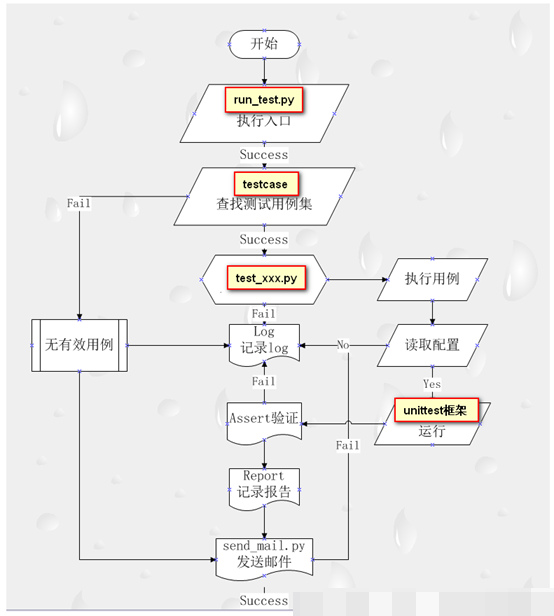 开始
run_test.py
执行入口
Success
testcase
查找测试用例集
Fail
Success
test_xxx.py
执行用例
Fail
Log
记录log
无有效用例
No
读取配置
Yes
Fail
unittest框架
运行
Assert验证
Fail
Report
记录报告
send_mail.py
发送邮件
Success